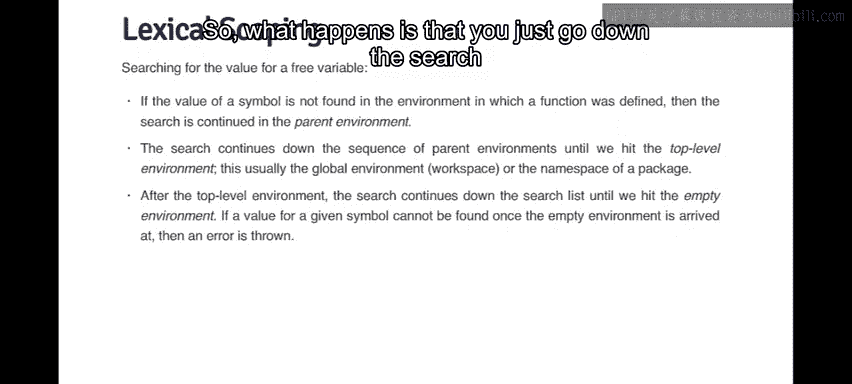 Lexical Scoping
So, what happens is that you just go down
the search
Searching for the value for a free variable:
· If the value of a symbol is not found in the environment in which a function was defined, then the
search is continued in the parent environment.
· The search continues down the sequence of parent environments until we hit the top-level
environment; this usually the global environment (workspace) or the namespace of a package.
· After the top-level environment, the search continues down the search list until we hit the empty
environment. If a value for a given symbol cannot be found once the empty environment is arrived
at, then an error is thrown.